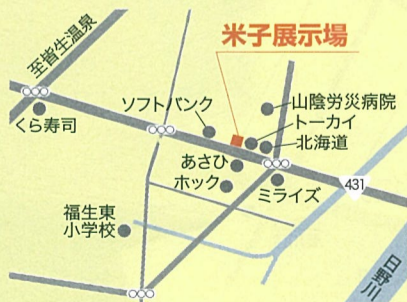 米子展示場
至皆生温泉
ソフトバンク
山陰労災病院
トーカイ
北海道
くら寿司
あさひ
ホック
ミライズ
431
福生東
小学校
日野川